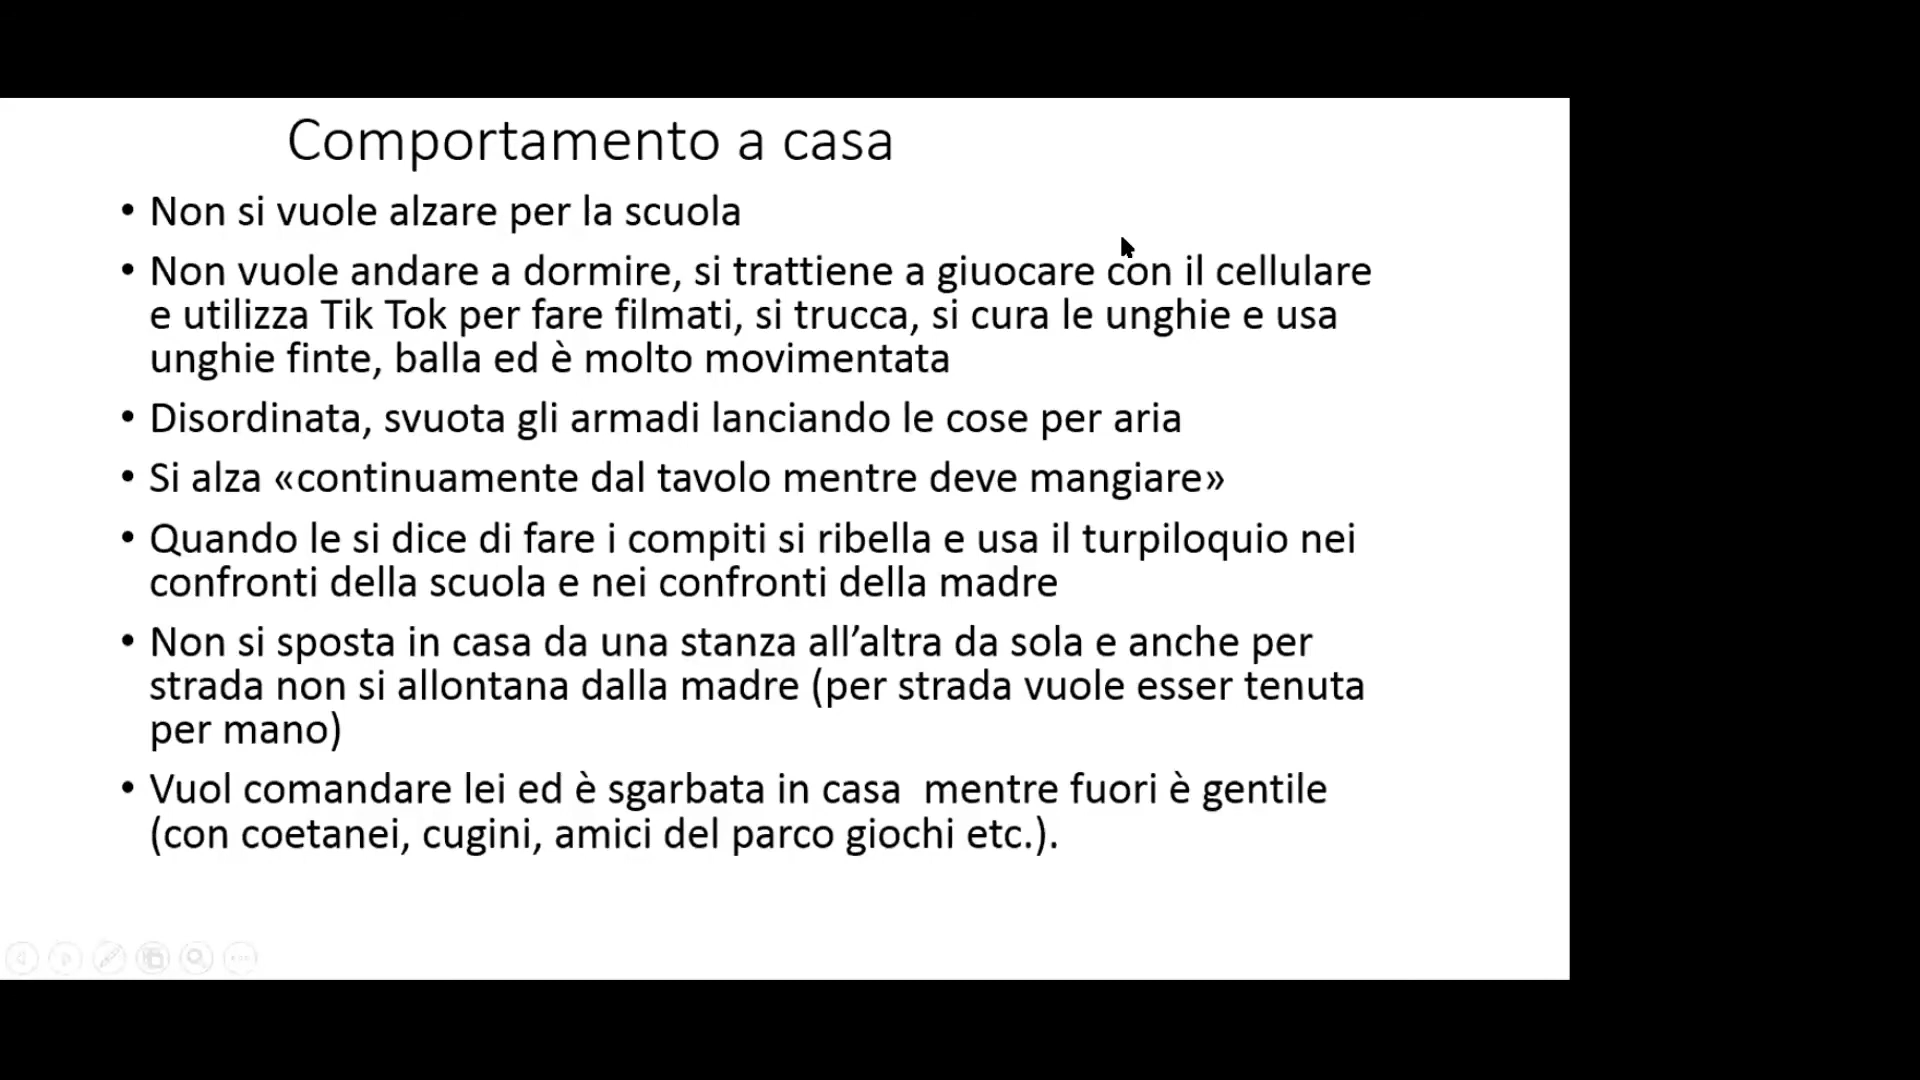 Comportamento a casa
• Non si vuole alzare per la scuola
• Non vuole andare a dormire, si trattiene a giuocare con il cellulare
e utilizza Tik Tok per fare filmati, si trucca, si cura le unghie e usa
unghie finte, balla ed è molto movimentata
• Disordinata, svuota gli armadi lanciando le cose per aria
• Si alza «continuamente dal tavolo mentre deve mangiare»
• Quando le si dice di fare i compiti si ribella e usa il turpiloquio nei
confronti della scuola e nei confronti della madre
• Non si sposta in casa da una stanza all’altra da sola e anche per
strada non si allontana dalla madre (per strada vuole esser tenuta
per mano)
• Vuol comandare lei ed è sgarbata in casa  mentre fuori è gentile
(con coetanei, cugini, amici del parco giochi etc.).